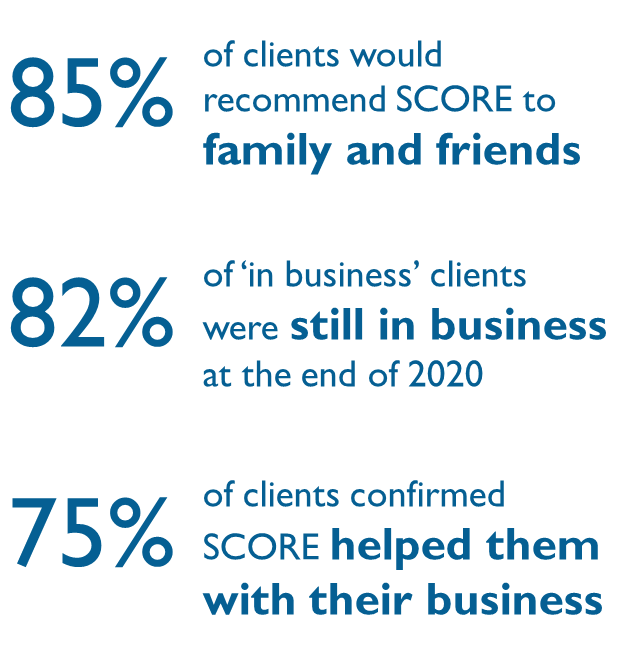 85%
of clients would
recommend SCORE to
family and friends
82%
of ‘in business’ clients
were still in business
at the end of 2020
75%
of clients confirmed
SCORE helped them
with their business